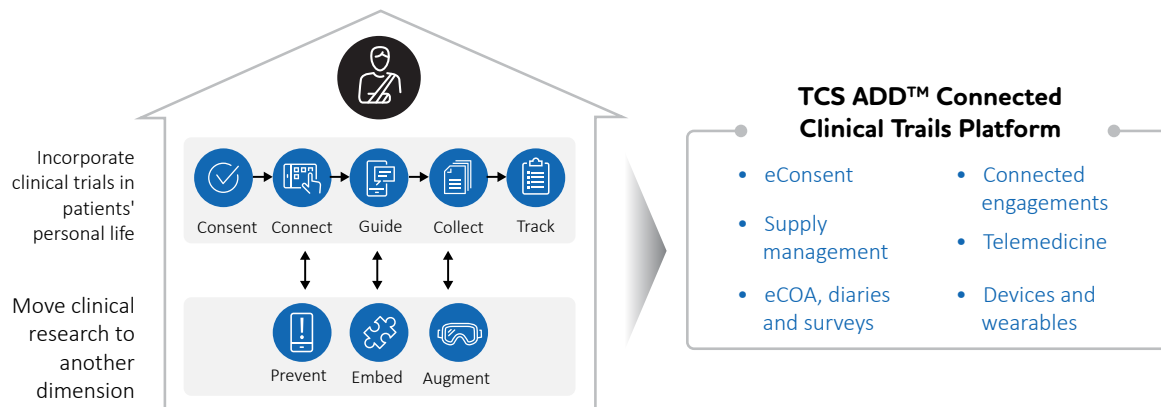 Incorporate
clinical trials in
patients'
personal life
Consent
Connect
Guide
Collect
Track
Move clinical
research to
another
dimension
Prevent
Embed
Augment
TCS ADD™ Connected
Clinical Trails Platform
• eConsent
• Supply
management
• eCOA, diaries
and surveys
• Connected
engagements
• Telemedicine
• Devices and
wearables